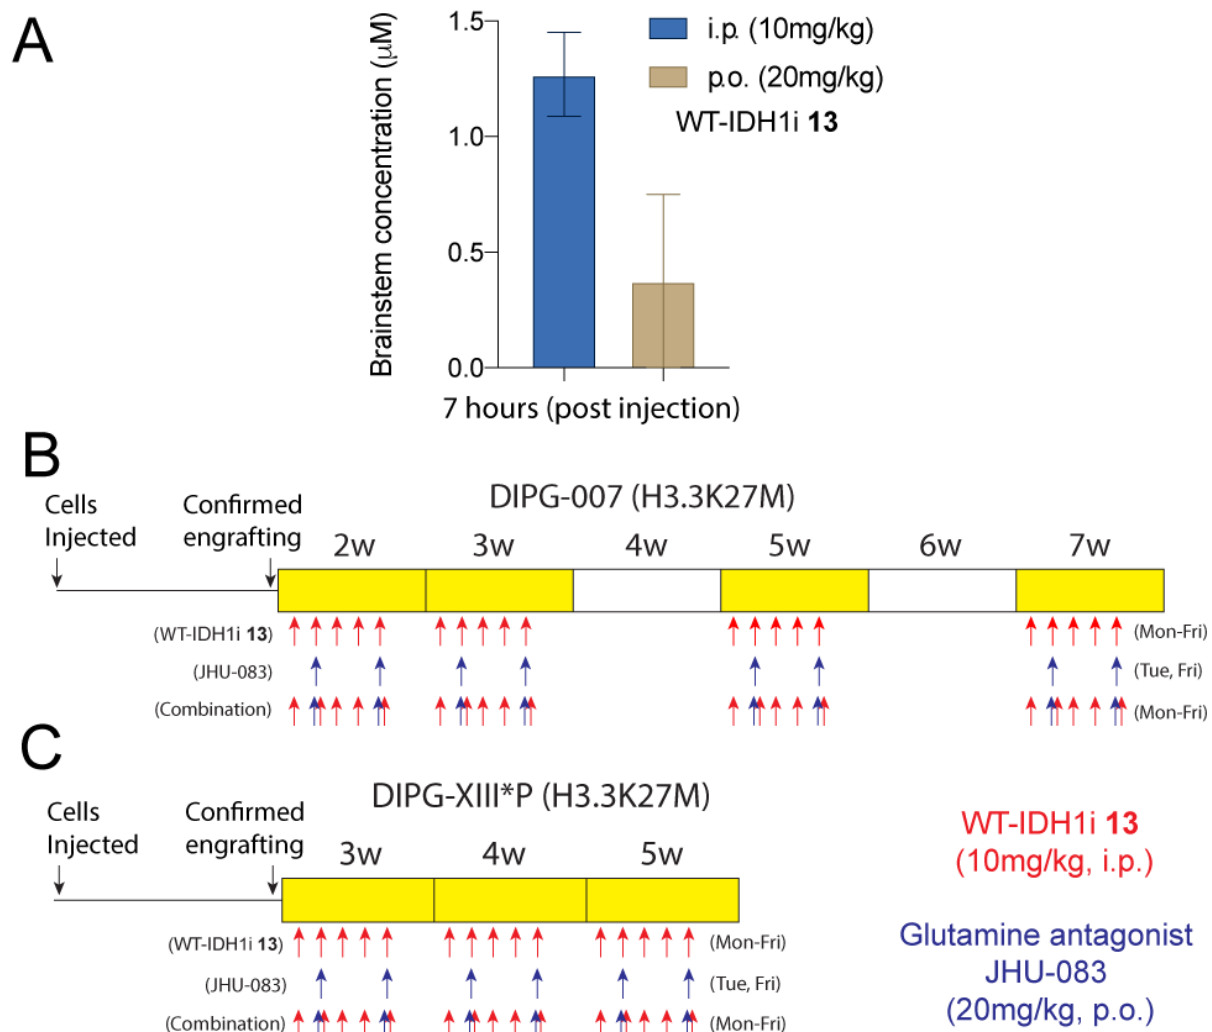 A
Brainstem concentration (μM)
1.5
1.0
0.5
0.0
i.p. (10mg/kg)
p.o. (20mg/kg)
WT-IDH1i 13
7 hours (post injection)
B
Cells
Injected
Confirmed
engrafting
DIPG-007 (H3.3K27M)
2w 3w 4w 5w 6w 7w
(WT-IDH1i 13) (Mon-Fri)
(JHU-083) (Tue, Fri)
(Combination) (Mon-Fri)
C
Cells
Injected
Confirmed
engrafting
DIPG-XIII*P (H3.3K27M)
3w 4w 5w
(WT-IDH1i 13) (Mon-Fri)
(JHU-083) (Tue, Fri)
(Combination) (Mon-Fri)
WT-IDH1i 13
(10mg/kg, i.p.)
Glutamine antagonist
JHU-083
(20mg/kg, p.o.)